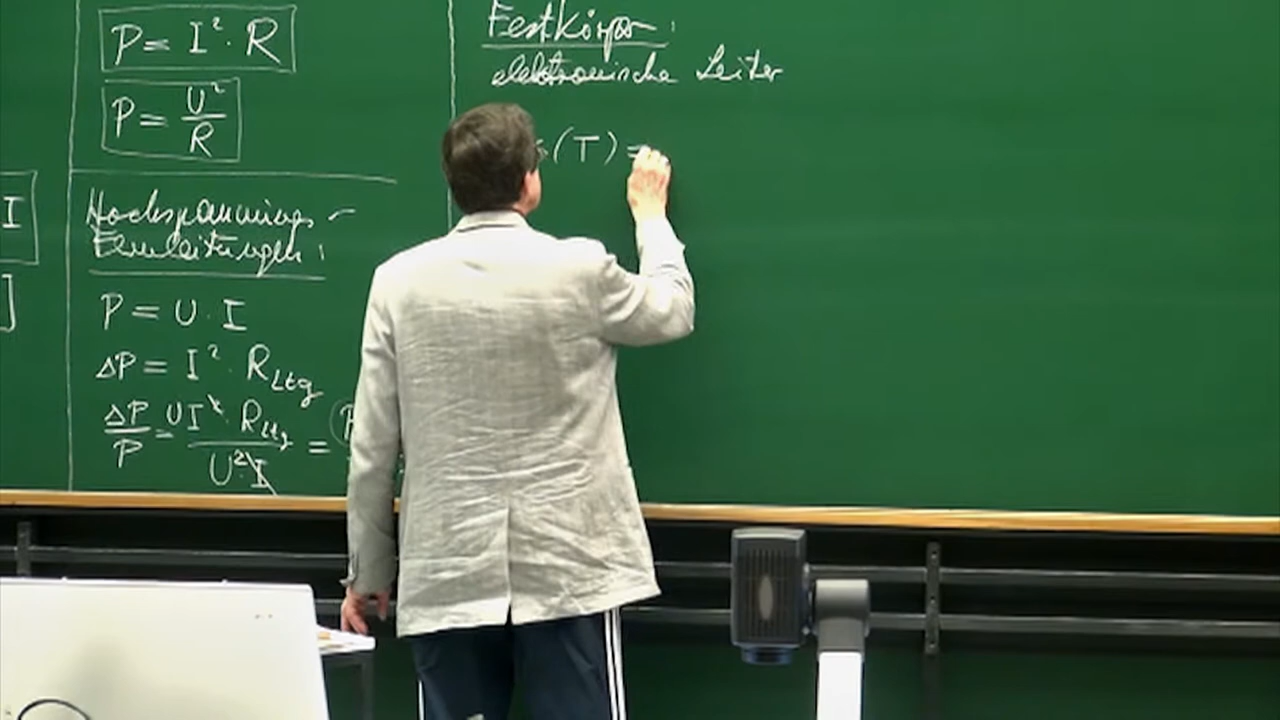 P = I² · R
P = U²/R
I
]
Hochspannungs-
Fernleitungen:
P = U · I
ΔP = I² · R_Ltg
ΔP/P = U I² · R_Ltg / U² · I =
Festkörper:
elektronische Leiter
(T) =